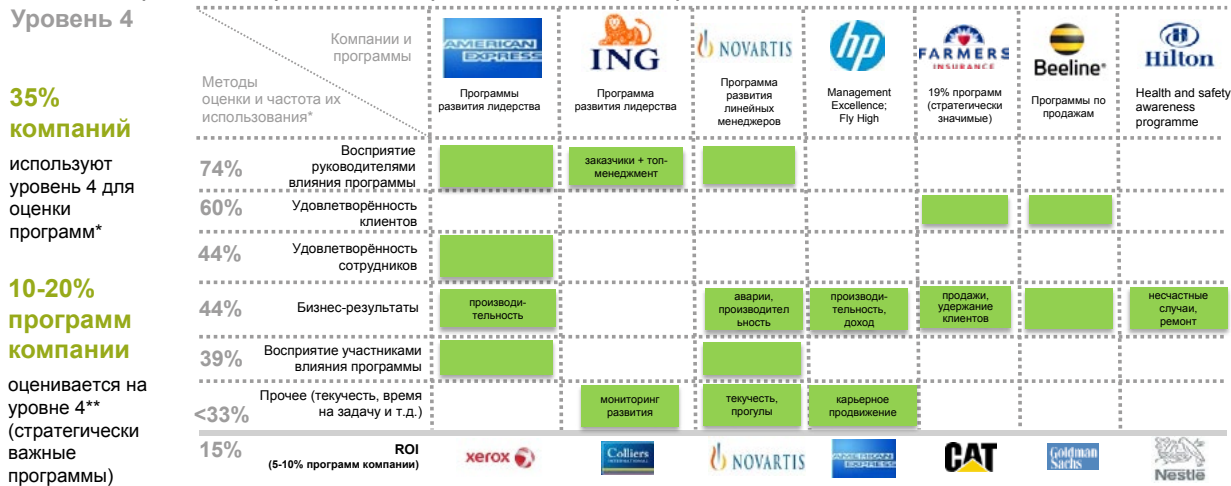 Уровень 4
35%
компаний
используют
уровень 4 для
оценки
программ*
10-20%
программ
компании
оценивается на
уровне 4**
(стратегически
важные
программы)
Компании и
программы
Методы
оценки и частота их
использования*
AMERICAN
EXPRESS
Программы
развития лидерства
ING
Программа
развития лидерства
NOVARTIS
Программа
развития
линейных
менеджеров
hp
Management
Excellence;
Fly High
FARMERS
INSURANCE
19% программ
(стратегически
значимые)
Beeline®
Программы по
продажам
Hilton
Health and safety
awareness
programme
74%
Восприятие
руководителями
влияния программы
заказчики + топ-
менеджмент
60%
Удовлетворённость
клиентов
44%
Удовлетворённость
сотрудников
44%
Бизнес-результаты
производи-
тельность
аварии,
производител
ьность
производи-
тельность,
доход
продажи,
удержание
клиентов
несчастные
случаи,
ремонт
39%
Восприятие участниками
влияния программы
<33%
Прочее (текучесть, время
на задачу и т.д.)
мониторинг
развития
текучесть,
прогулы
карьерное
продвижение
15%
ROI
(5-10% программ компании)
xerox
Colliers
NOVARTIS
AMERICAN
EXPRESS
CAT
Goldman
Sachs
Nestlé